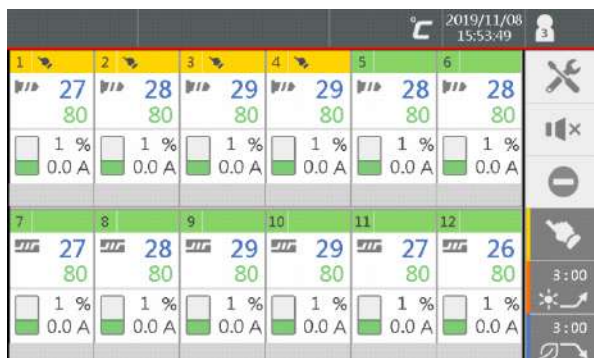 °C 2019/11/08 3
15:53:49
1 2 3 4 5 6
27 28 29 29 28 28
80 80 80 80 80 80
1 % 1 % 1 % 1 % 1 % 1 %
0.0 A 0.0 A 0.0 A 0.0 A 0.0 A 0.0 A
7 8 9 10 11 12
27 28 29 29 27 26
80 80 80 80 80 80
1 % 1 % 1 % 1 % 1 % 1 %
0.0 A 0.0 A 0.0 A 0.0 A 0.0 A 0.0 A
3:00
3:00